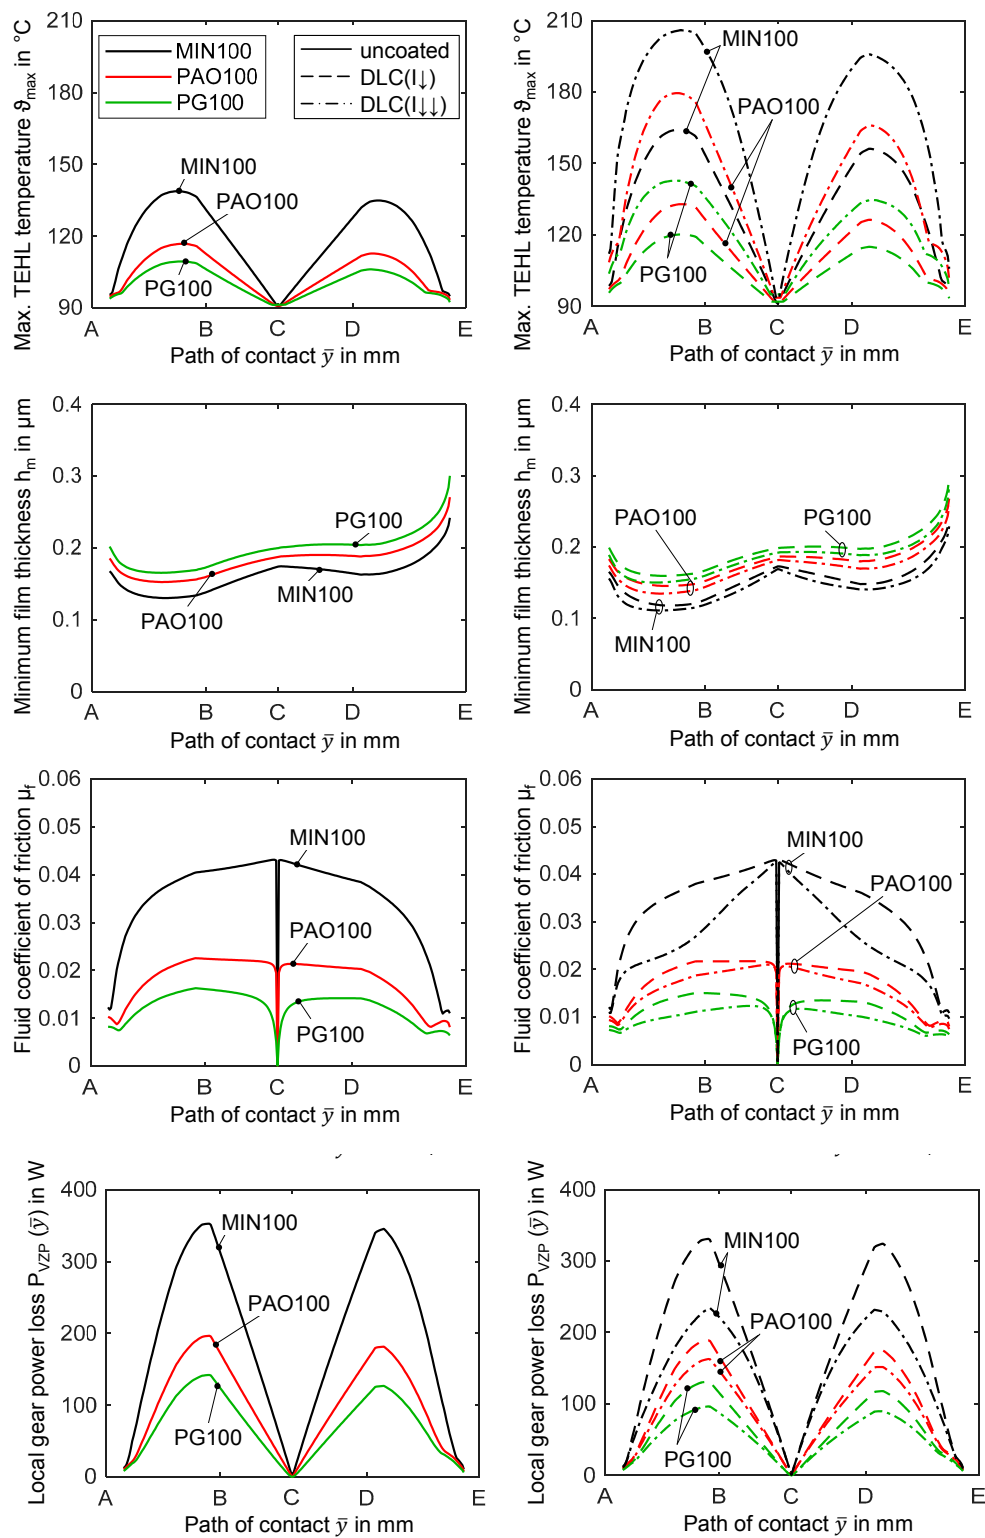 Max. TEHL temperature ϑmax in °C
210
180
150
120
90
MIN100
PAO100
PG100
uncoated
DLC(I↓)
DLC(I↓↓)
MIN100
PAO100
PG100
A B C D E
Path of contact ȳ in mm
Max. TEHL temperature ϑmax in °C
210
180
150
120
90
MIN100
PAO100
PG100
A B C D E
Path of contact ȳ in mm
Minimum film thickness hm in µm
0.4
0.3
0.2
0.1
0
PG100
MIN100
PAO100
A B C D E
Path of contact ȳ in mm
Minimum film thickness hm in µm
0.4
0.3
0.2
0.1
0
PAO100
PG100
MIN100
A B C D E
Path of contact ȳ in mm
Fluid coefficient of friction µf
0.06
0.05
0.04
0.03
0.02
0.01
0
MIN100
PAO100
PG100
A B C D E
Path of contact ȳ in mm
Fluid coefficient of friction µf
0.06
0.05
0.04
0.03
0.02
0.01
0
MIN100
PAO100
PG100
A B C D E
Path of contact ȳ in mm
Local gear power loss PVZP (ȳ) in W
400
300
200
100
0
MIN100
PAO100
PG100
A B C D E
Path of contact ȳ in mm
Local gear power loss PVZP (ȳ) in W
400
300
200
100
0
MIN100
PAO100
PG100
A B C D E
Path of contact ȳ in mm